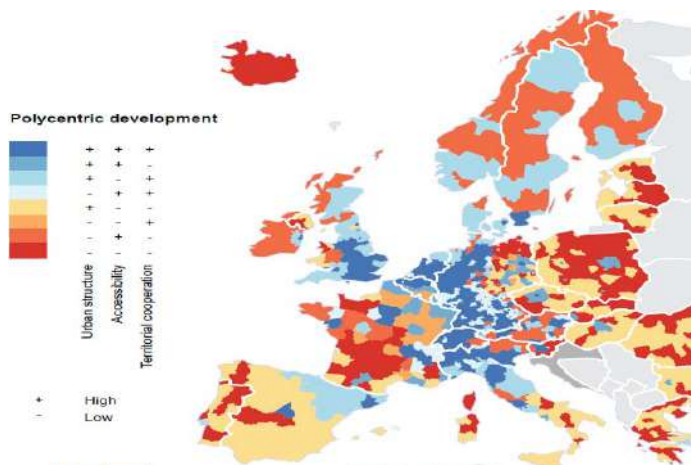 Polycentric development
+ + +
+ + -
+ - +
- + +
+ - -
- - +
- + -
- - -
Urban structure
Accessibility
Territorial cooperation
+ High
- Low